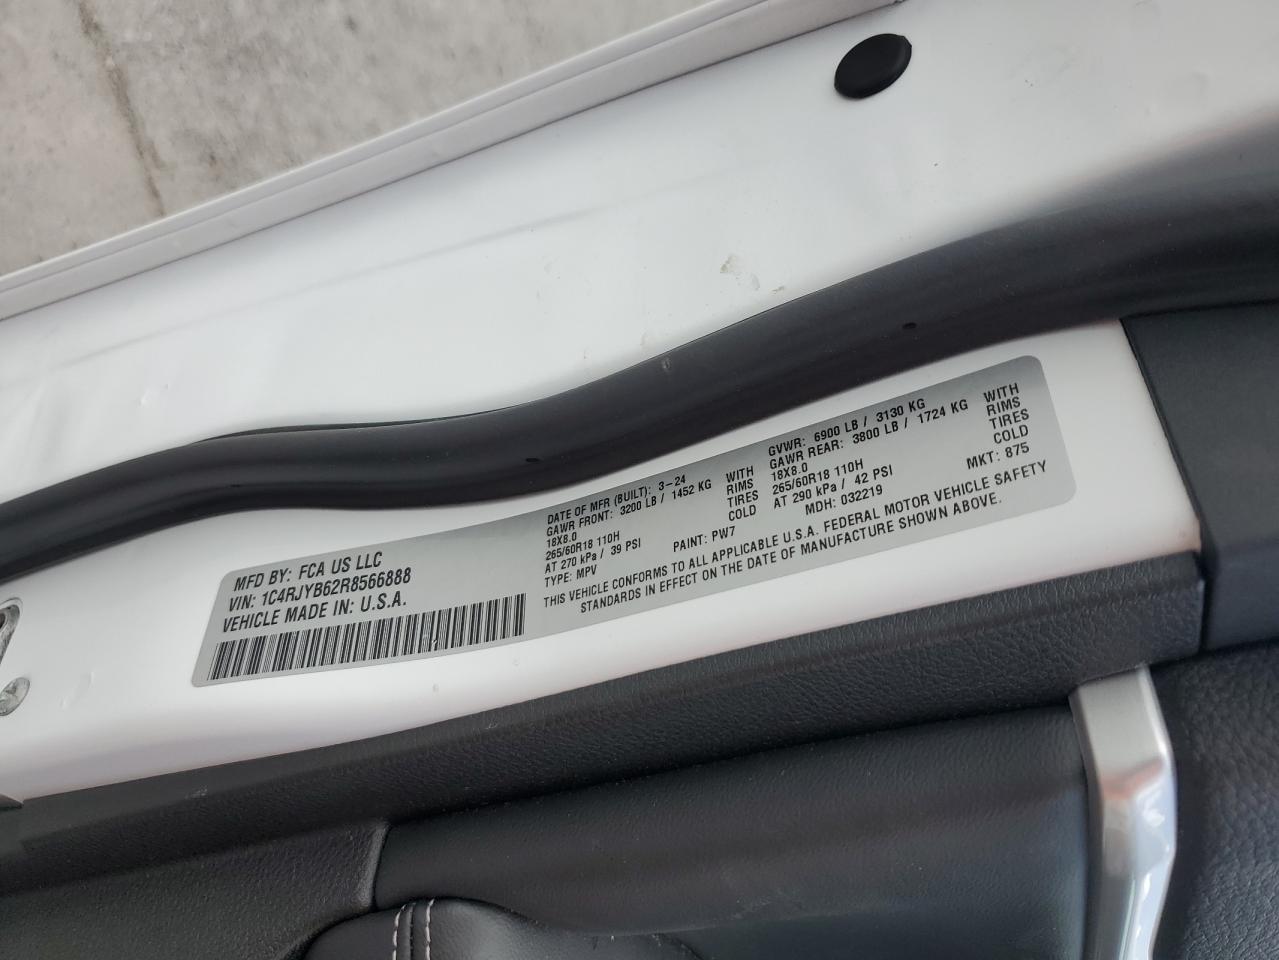 MFD BY: FCA US LLC
VIN: 1C4RJYB62R8566888
VEHICLE MADE IN: U.S.A.
DATE OF MFR (BUILT): 3-24
GAWR FRONT: 3200 LB / 1452 KG WITH
18X8.0 RIMS
265/60R18 110H TIRES
AT 270 kPa / 39 PSI COLD
TYPE: MPV PAINT: PW7
GVWR: 6900 LB / 3130 KG
GAWR REAR: 3800 LB / 1724 KG WITH
18X8.0 RIMS
265/60R18 110H TIRES
AT 290 kPa / 42 PSI COLD
MDH: 032219 MKT: 875
THIS VEHICLE CONFORMS TO ALL APPLICABLE U.S.A. FEDERAL MOTOR VEHICLE SAFETY
STANDARDS IN EFFECT ON THE DATE OF MANUFACTURE SHOWN ABOVE.